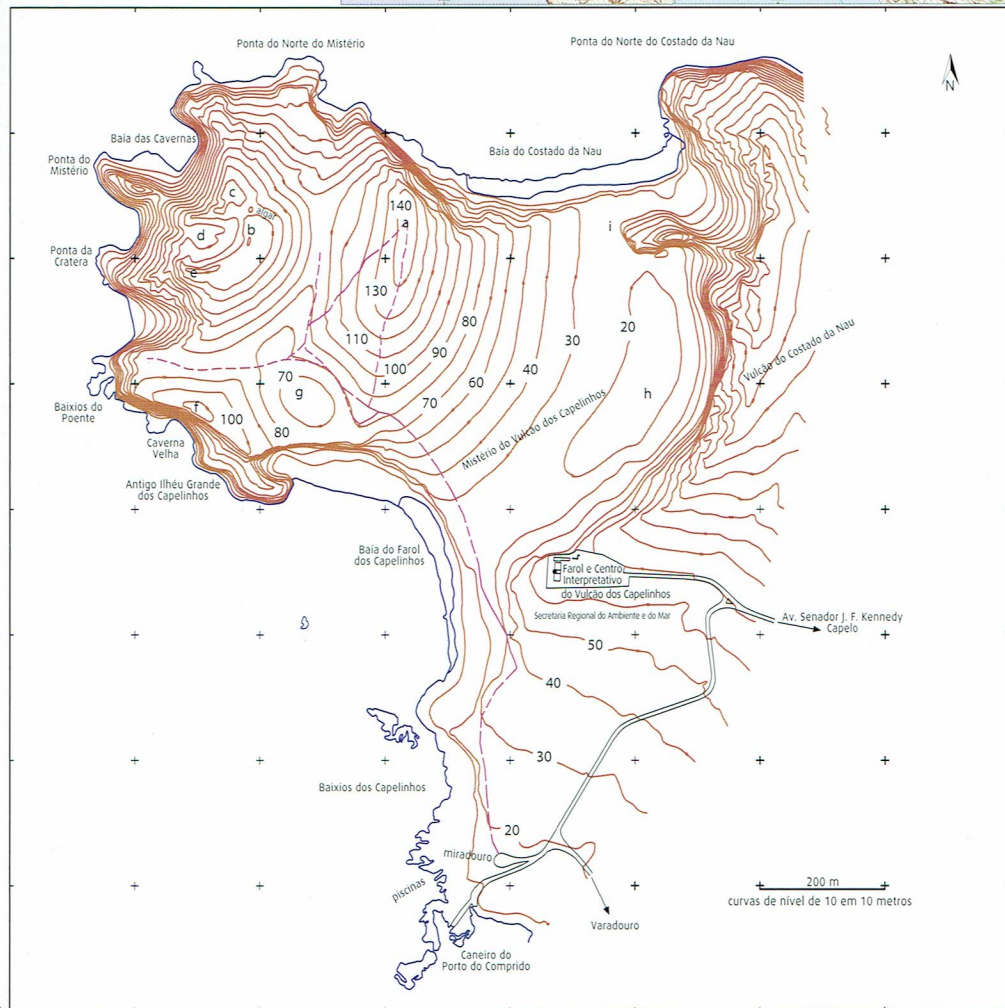 Ponta do Norte do Mistério
Ponta do Norte do Costado da Nau
N
Baía das Cavernas
Baía do Costado da Nau
Ponta do
Mistério
c
140
algar
a
i
d
b
Ponta da
Cratera
e
130
80
20
110
30
90
Vulcão do Costado da Nau
100
40
70
60
g
h
70
Baixios do
Poente
f
100
80
Mistério do Vulcão dos Capelinhos
Caverna
Velha
Antigo Ilhéu Grande
dos Capelinhos
Baía do Farol
dos Capelinhos
Farol e Centro
Interpretativo
do Vulcão dos Capelinhos
Secretaria Regional do Ambiente e do Mar
Av. Senador J. F. Kennedy
Capelo
50
40
30
Baixios dos Capelinhos
20
miradouro
piscinas
200 m
curvas de nível de 10 em 10 metros
Varadouro
Caneiro do
Porto do Comprido